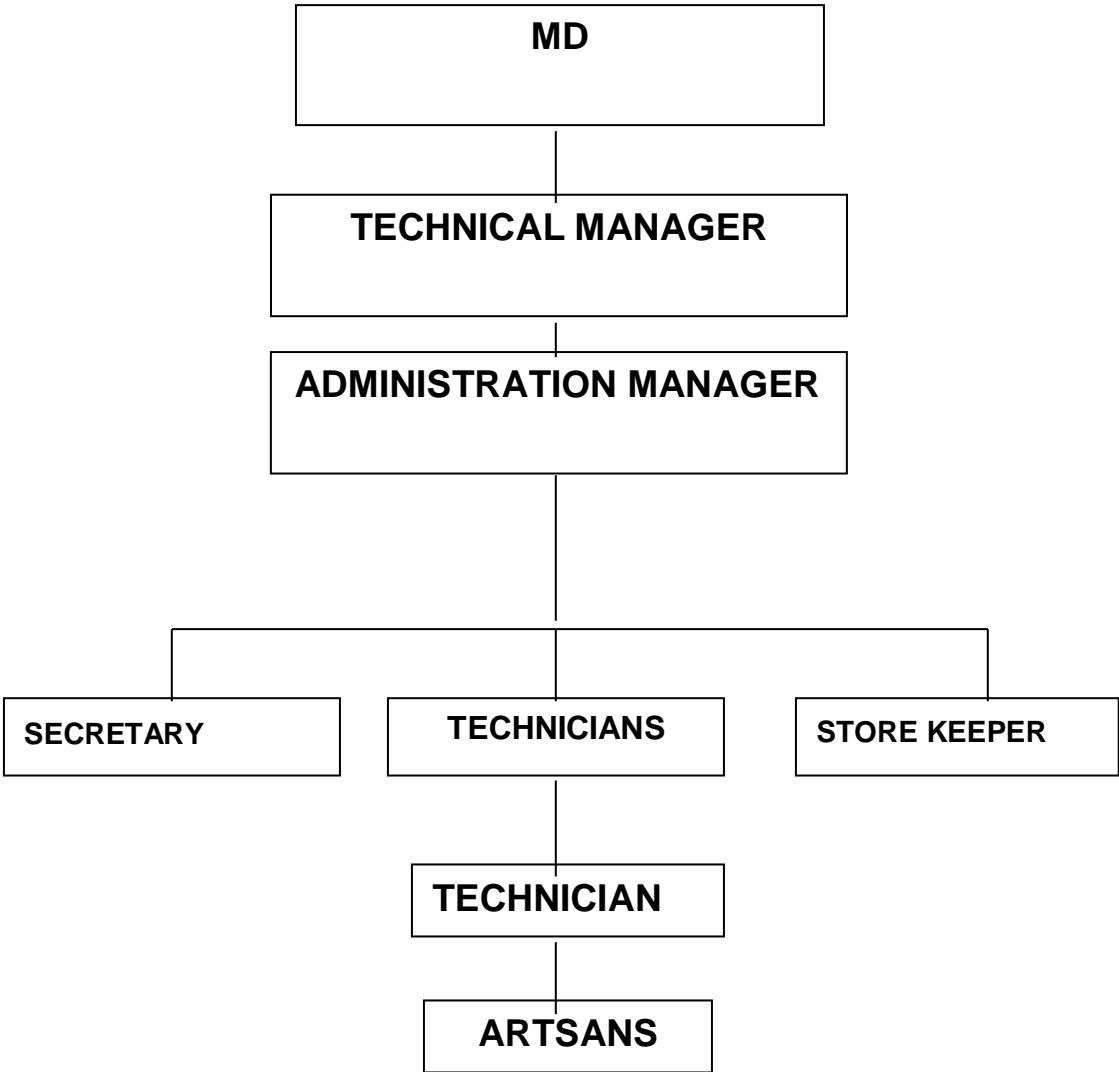 MD
TECHNICAL MANAGER
ADMINISTRATION MANAGER
SECRETARY
TECHNICIANS
STORE KEEPER
TECHNICIAN
ARTSANS